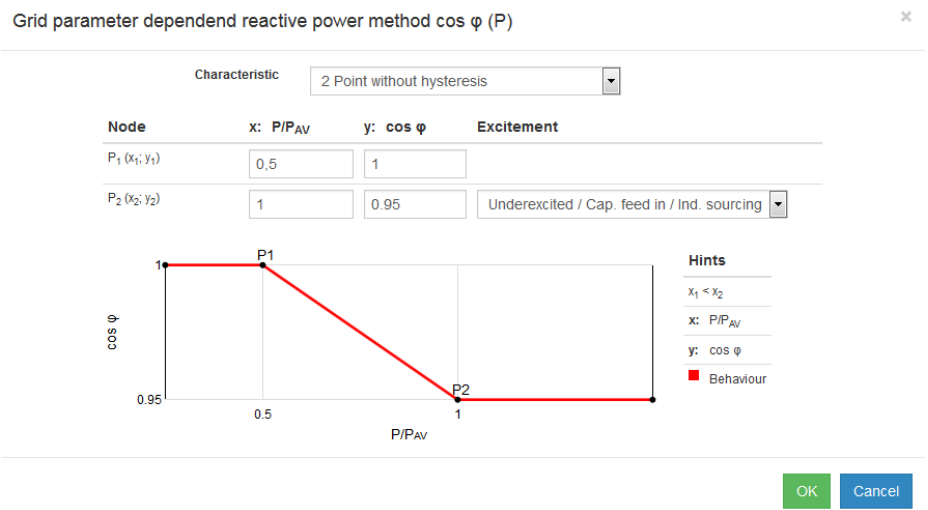 Grid parameter dependend reactive power method cos φ (P)
×
Characteristic 2 Point without hysteresis
Node x: P/PAV y: cos φ Excitement
P1 (x1; y1) 0,5 1
P2 (x2; y2) 1 0.95 Underexcited / Cap. feed in / Ind. sourcing
Hints
x1 < x2
x: P/PAV
y: cos φ
Behaviour
P1
1
cos φ
P2
0.95
0.5 1
P/PAV
OK Cancel